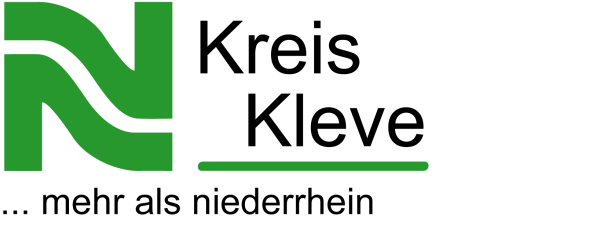 Kreis
Kleve
... mehr als niederrhein